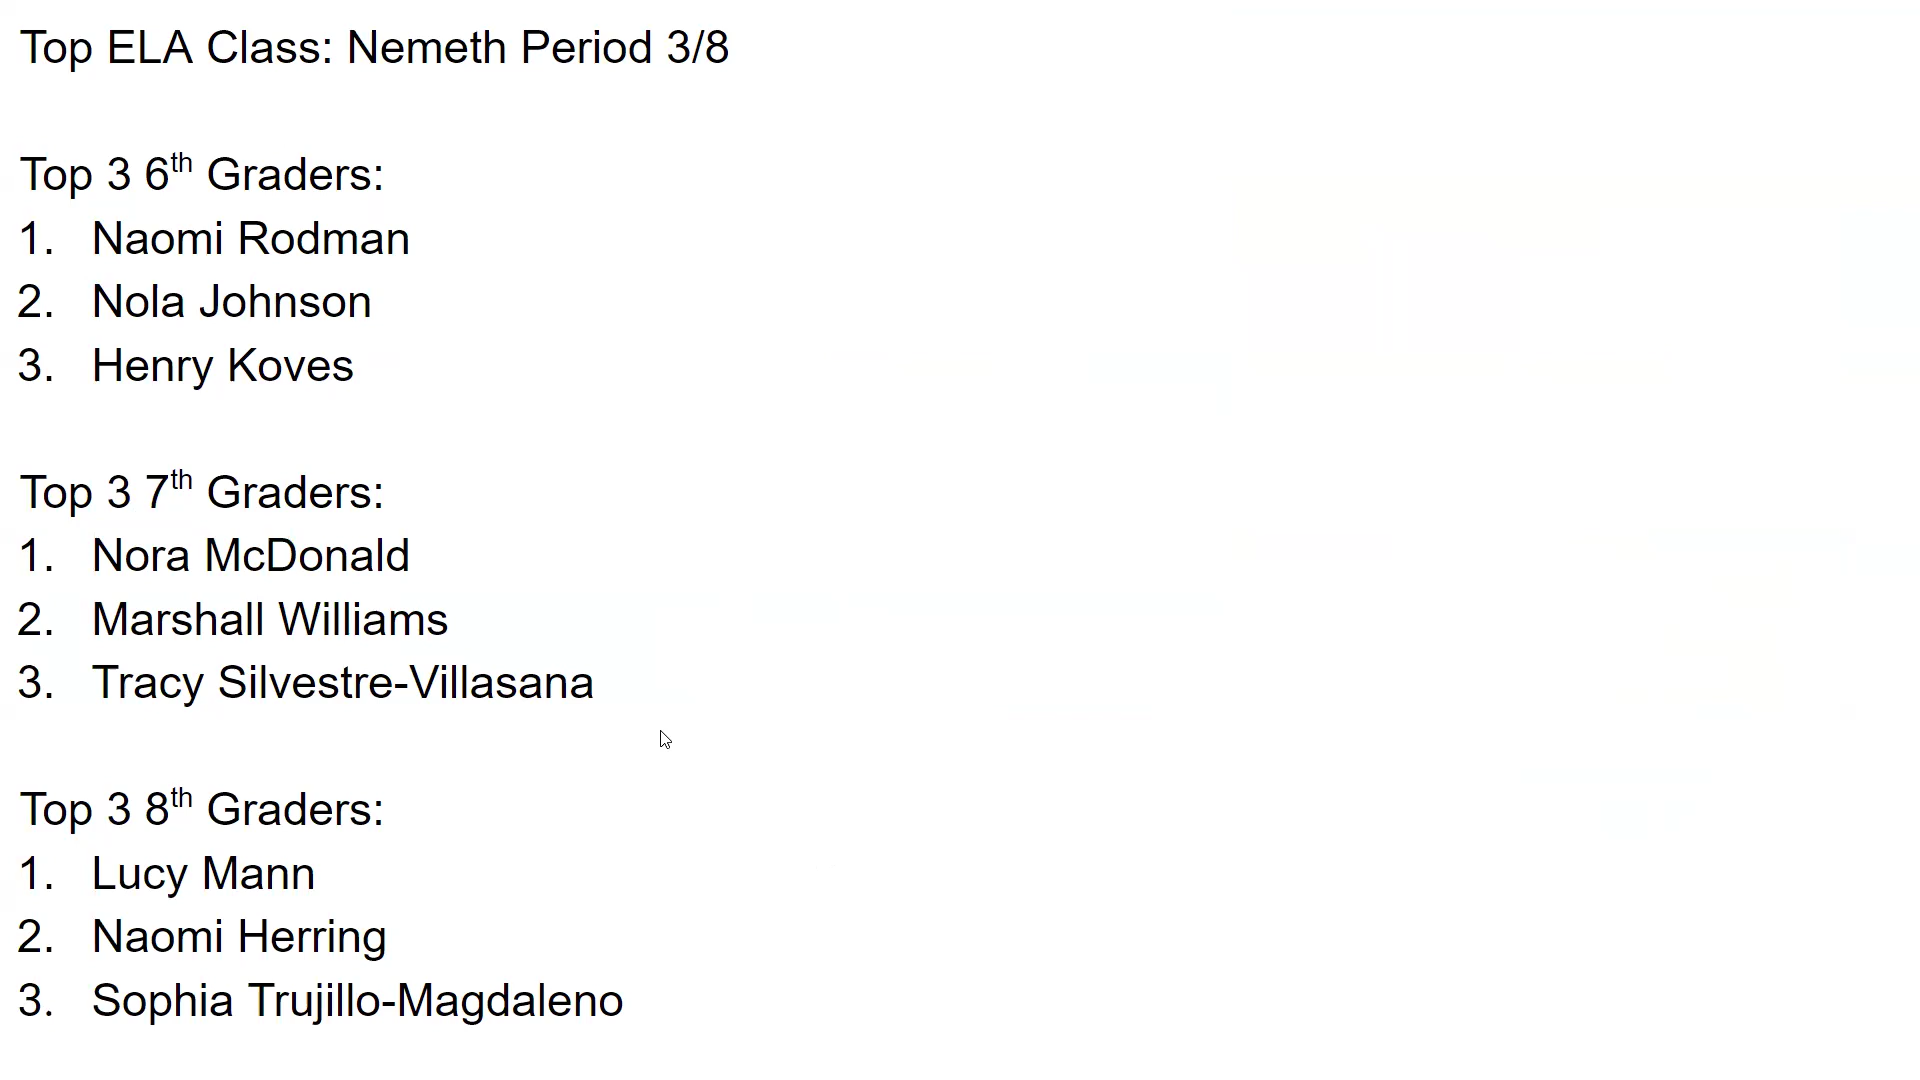 Top ELA Class: Nemeth Period 3/8
Top 3 6th Graders:
1. Naomi Rodman
2. Nola Johnson
3. Henry Koves
Top 3 7th Graders:
1. Nora McDonald
2. Marshall Williams
3. Tracy Silvestre-Villasana
Top 3 8th Graders:
1. Lucy Mann
2. Naomi Herring
3. Sophia Trujillo-Magdaleno